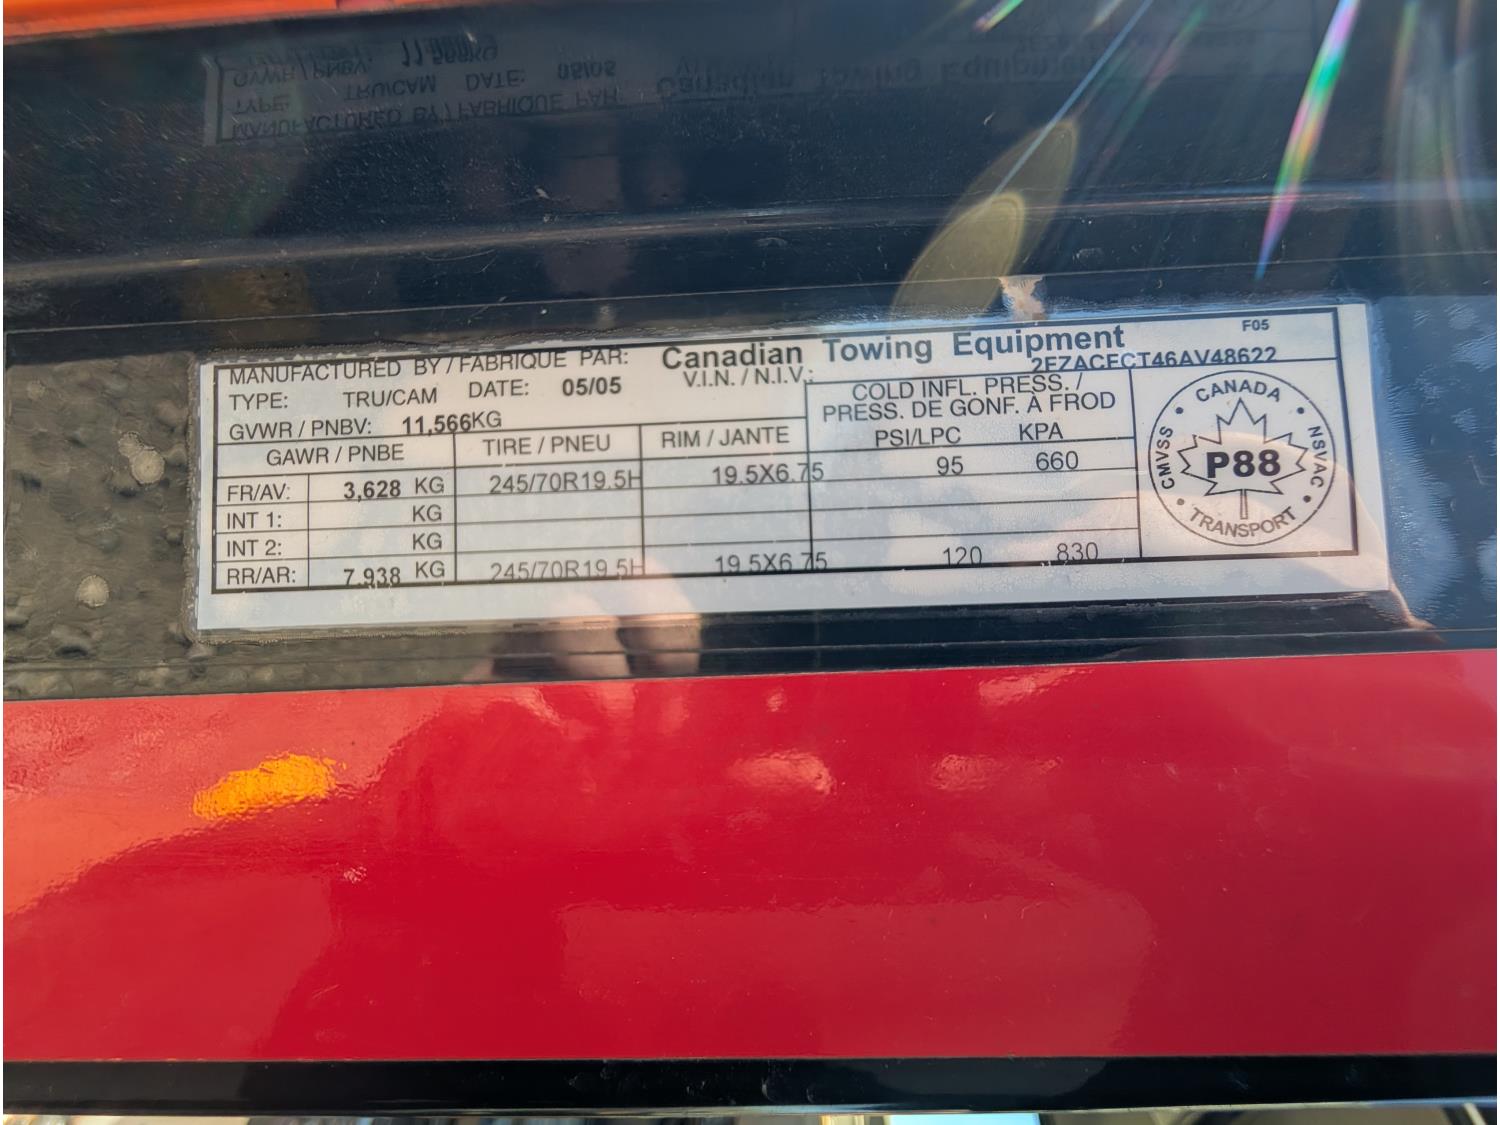 MANUFACTURED BY / FABRIQUE PAR: Canadian Towing Equipment F05
TYPE: TRU/CAM DATE: 05/05 V.I.N. / N.I.V.: 2FZACFCT46AV48622
GVWR / PNBV: 11,566KG
COLD INFL. PRESS. /
PRESS. DE GONF. À FROD
GAWR / PNBE TIRE / PNEU RIM / JANTE PSI/LPC KPA
FR/AV: 3,628 KG 245/70R19.5H 19.5X6.75 95 660
INT 1: KG
INT 2: KG
RR/AR: 7,938 KG 245/70R19.5H 19.5X6.75 120 830
CANADA
CMVSS
P88
NSVAC
TRANSPORT